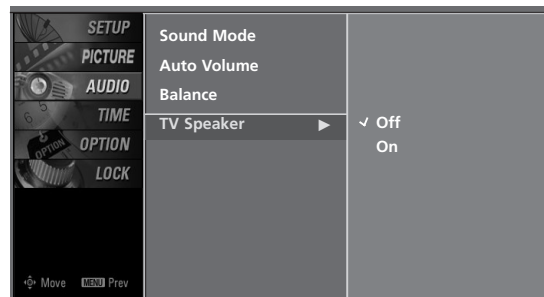 SETUP
PICTURE
AUDIO
TIME
OPTION
LOCK
Move MENU Prev
Sound Mode
Auto Volume
Balance
TV Speaker ▶
✓ Off
On